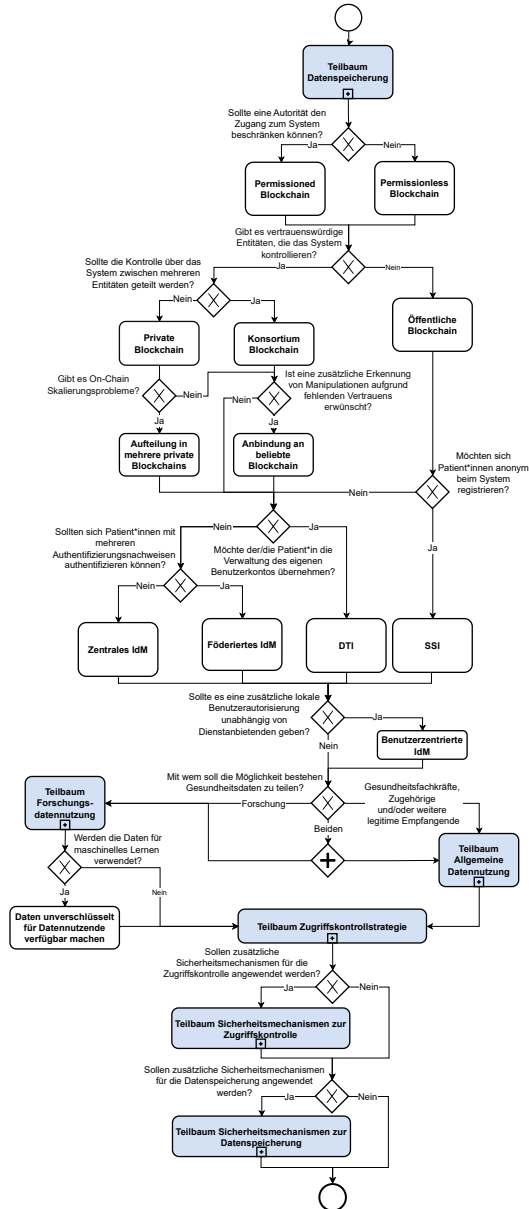 Teilbaum
Datenspeicherung
Sollte eine Autorität den
Zugang zum System
beschränken können?
Ja
Nein
Permissioned
Blockchain
Permissionless
Blockchain
Gibt es vertrauenswürdige
Entitäten, die das System
kontrollieren?
Ja
Nein
Sollte die Kontrolle über das
System zwischen mehreren
Entitäten geteilt werden?
Nein
Ja
Private
Blockchain
Konsortium
Blockchain
Öffentliche
Blockchain
Gibt es On-Chain
Skalierungsprobleme?
Nein
Ja
Ist eine zusätzliche Erkennung
von Manipulationen aufgrund
fehlenden Vertrauens
erwünscht?
Nein
Ja
Aufteilung in
mehrere private
Blockchains
Anbindung an
beliebte
Blockchain
Möchten sich
Patient*innen anonym
beim System
registrieren?
Nein
Ja
Nein
Ja
Sollten sich Patient*innen mit
mehreren
Authentifizierungsnachweisen
authentifizieren können?
Möchte der/die Patient*in die
Verwaltung des eigenen
Benutzerkontos übernehmen?
Nein
Ja
Zentrales IdM
Föderiertes IdM
DTI
SSI
Sollte es eine zusätzliche lokale
Benutzerautorisierung
unabhängig von
Dienstanbietenden geben?
Ja
Nein
Benutzerzentrierte
IdM
Mit wem soll die Möglichkeit bestehen
Gesundheitsdaten zu teilen?
Forschung
Beiden
Gesundheitsfachkräfte,
Zugehörige
und/oder weitere
legitime Empfangende
Teilbaum
Forschungs-
datennutzung
Teilbaum
Allgemeine
Datennutzung
Werden die Daten für
maschinelles Lernen
verwendet?
Ja
Nein
Daten unverschlüsselt
für Datennutzende
verfügbar machen
Teilbaum Zugriffskontrollstrategie
Sollen zusätzliche
Sicherheitsmechanismen für die
Zugriffskontrolle angewendet werden?
Ja
Nein
Teilbaum Sicherheitsmechanismen zur
Zugriffskontrolle
Sollen zusätzliche Sicherheitsmechanismen
für die Datenspeicherung angewendet
werden?
Ja
Nein
Teilbaum Sicherheitsmechanismen zur
Datenspeicherung